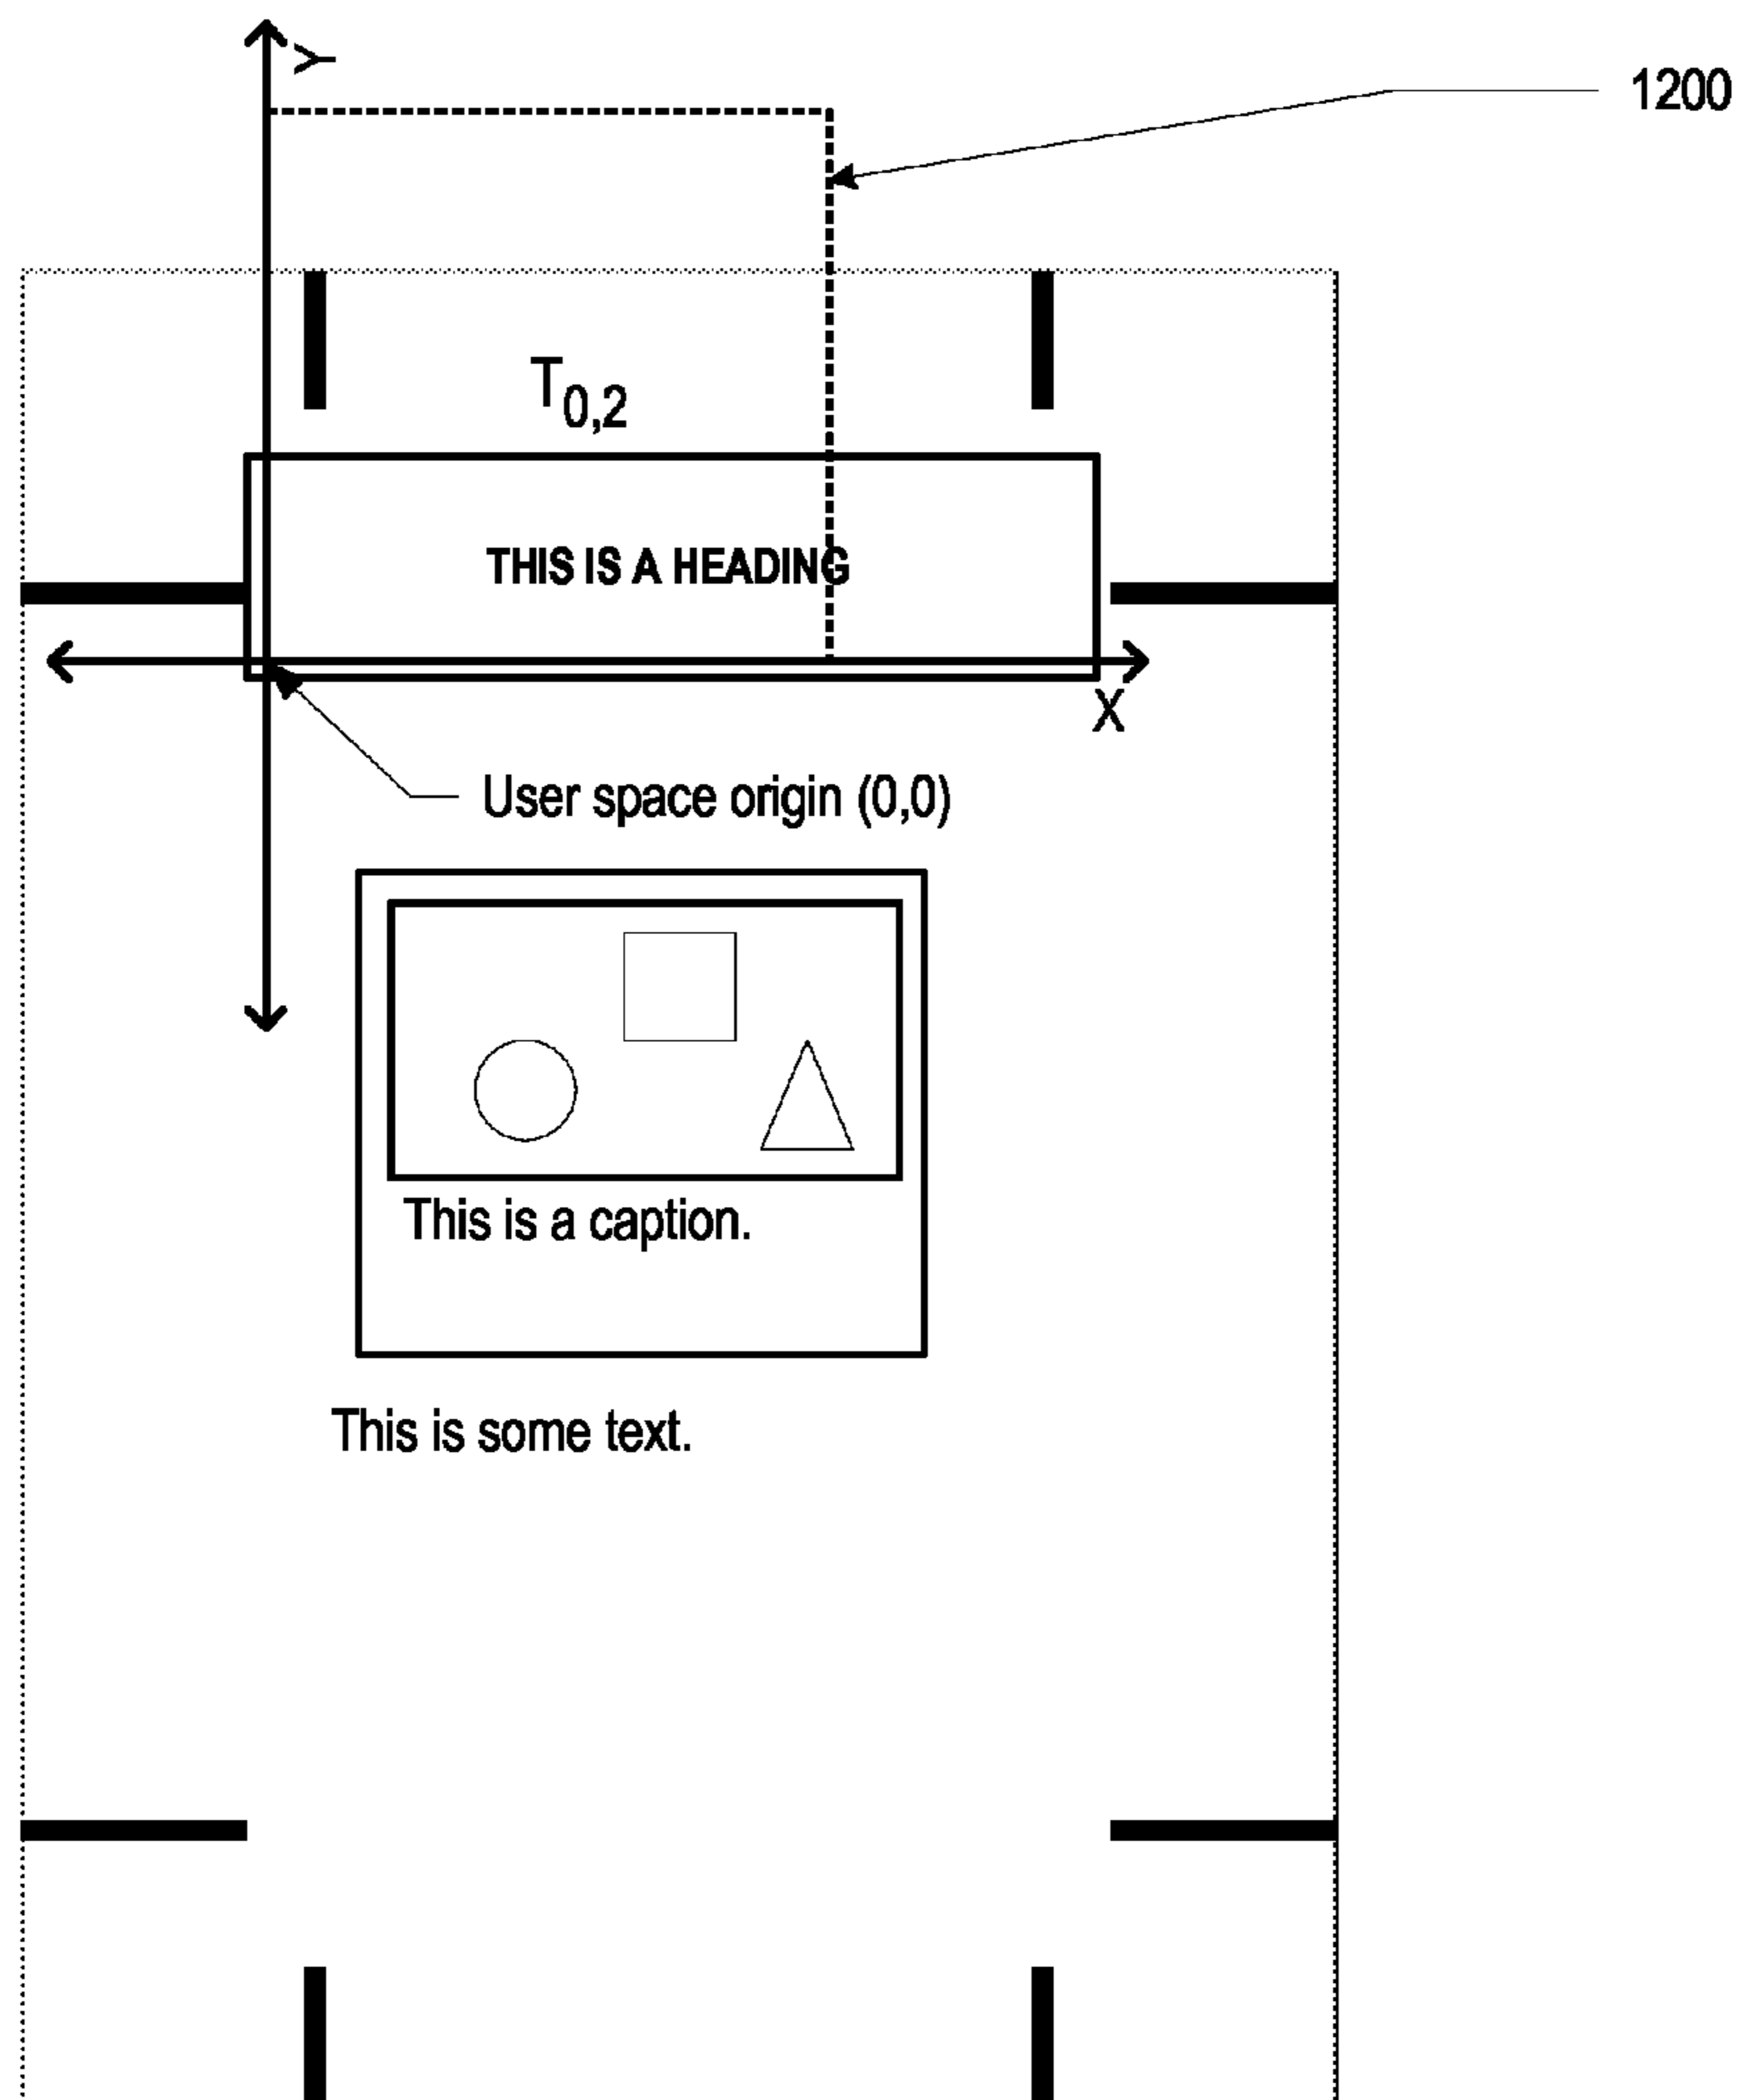 Y
1200
T0,2
THIS IS A HEADING
X
User space origin (0,0)
This is a caption.
This is some text.